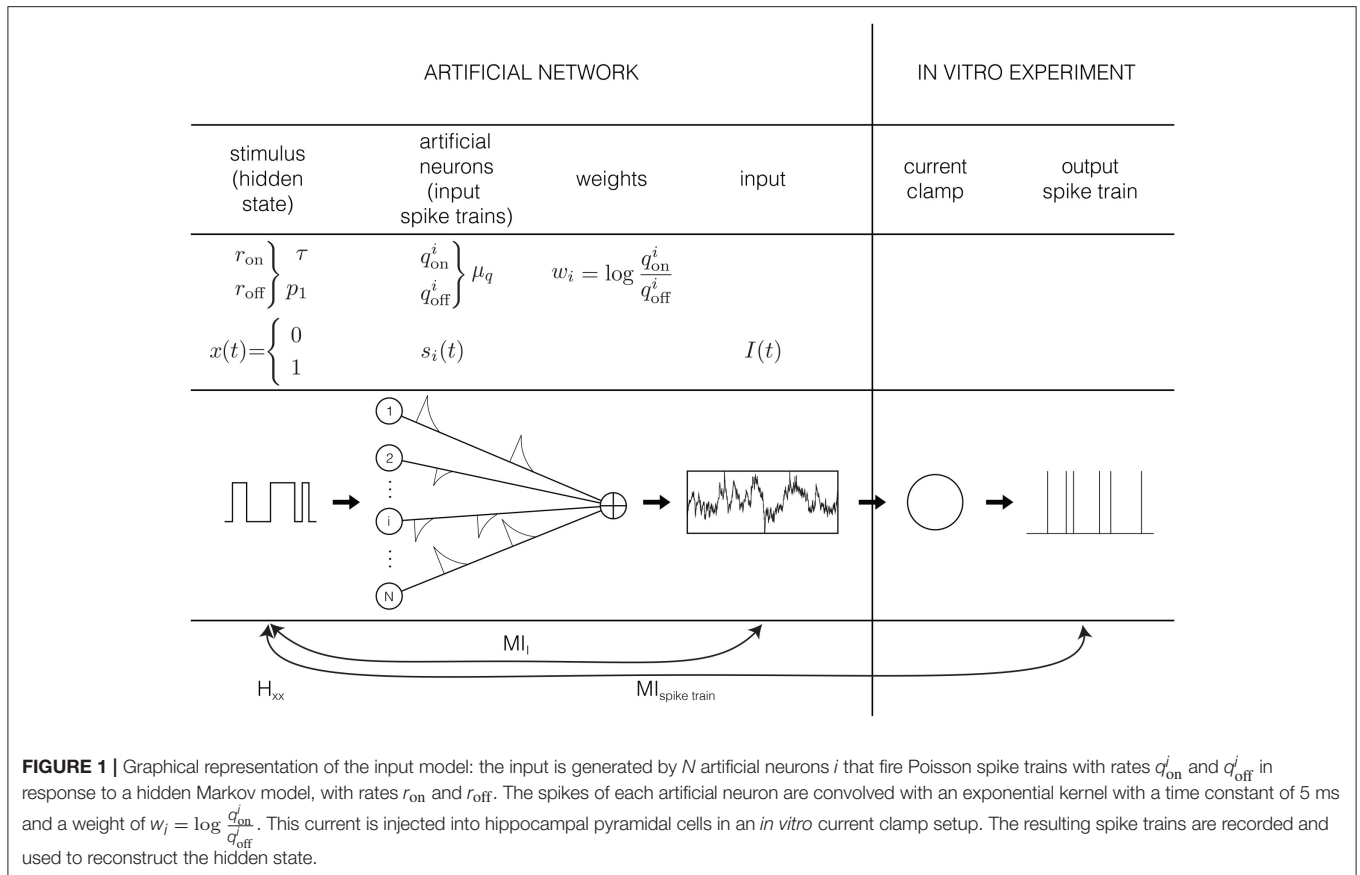 ARTIFICIAL NETWORK
IN VITRO EXPERIMENT
stimulus
(hidden
state)
artificial
neurons
(input
spike trains)
weights
input
current
clamp
output
spike train
r_on } τ
r_off } p_1
q^i_on } μ_q
q^i_off
w_i = log q^i_on / q^i_off
x(t)= { 0
1
s_i(t)
I(t)
1
2
⋮
i
⋮
N
MI_I
H_xx
MI_spike train
FIGURE 1 | Graphical representation of the input model: the input is generated by N artificial neurons i that fire Poisson spike trains with rates q^i_on and q^i_off in
response to a hidden Markov model, with rates r_on and r_off. The spikes of each artificial neuron are convolved with an exponential kernel with a time constant of 5 ms
and a weight of w_i = log q^i_on / q^i_off. This current is injected into hippocampal pyramidal cells in an in vitro current clamp setup. The resulting spike trains are recorded and
used to reconstruct the hidden state.